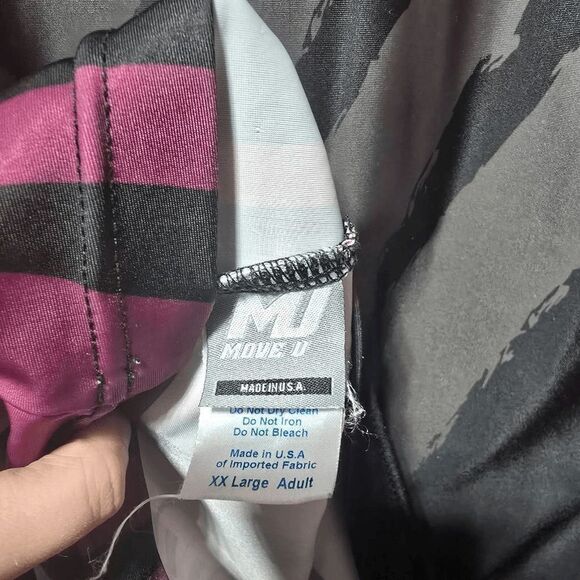 MU
MOVE U
MADE IN U.S.A.
Do Not Dry Clean
Do Not Iron
Do Not Bleach
Made in U.S.A
of Imported Fabric
XX Large Adult